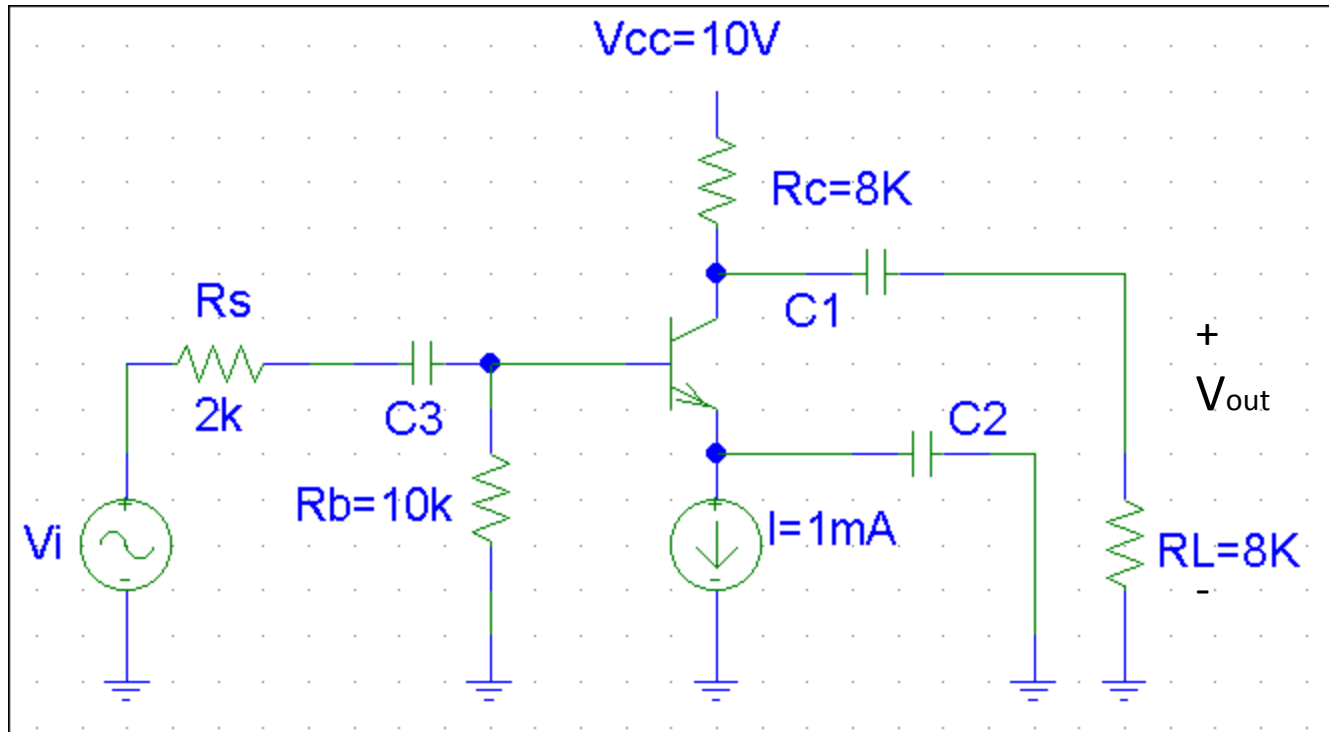 Vcc=10V
Rc=8K
Rs
C1
+
2k
C3
Vout
C2
Rb=10k
Vi
I=1mA
RL=8K
-